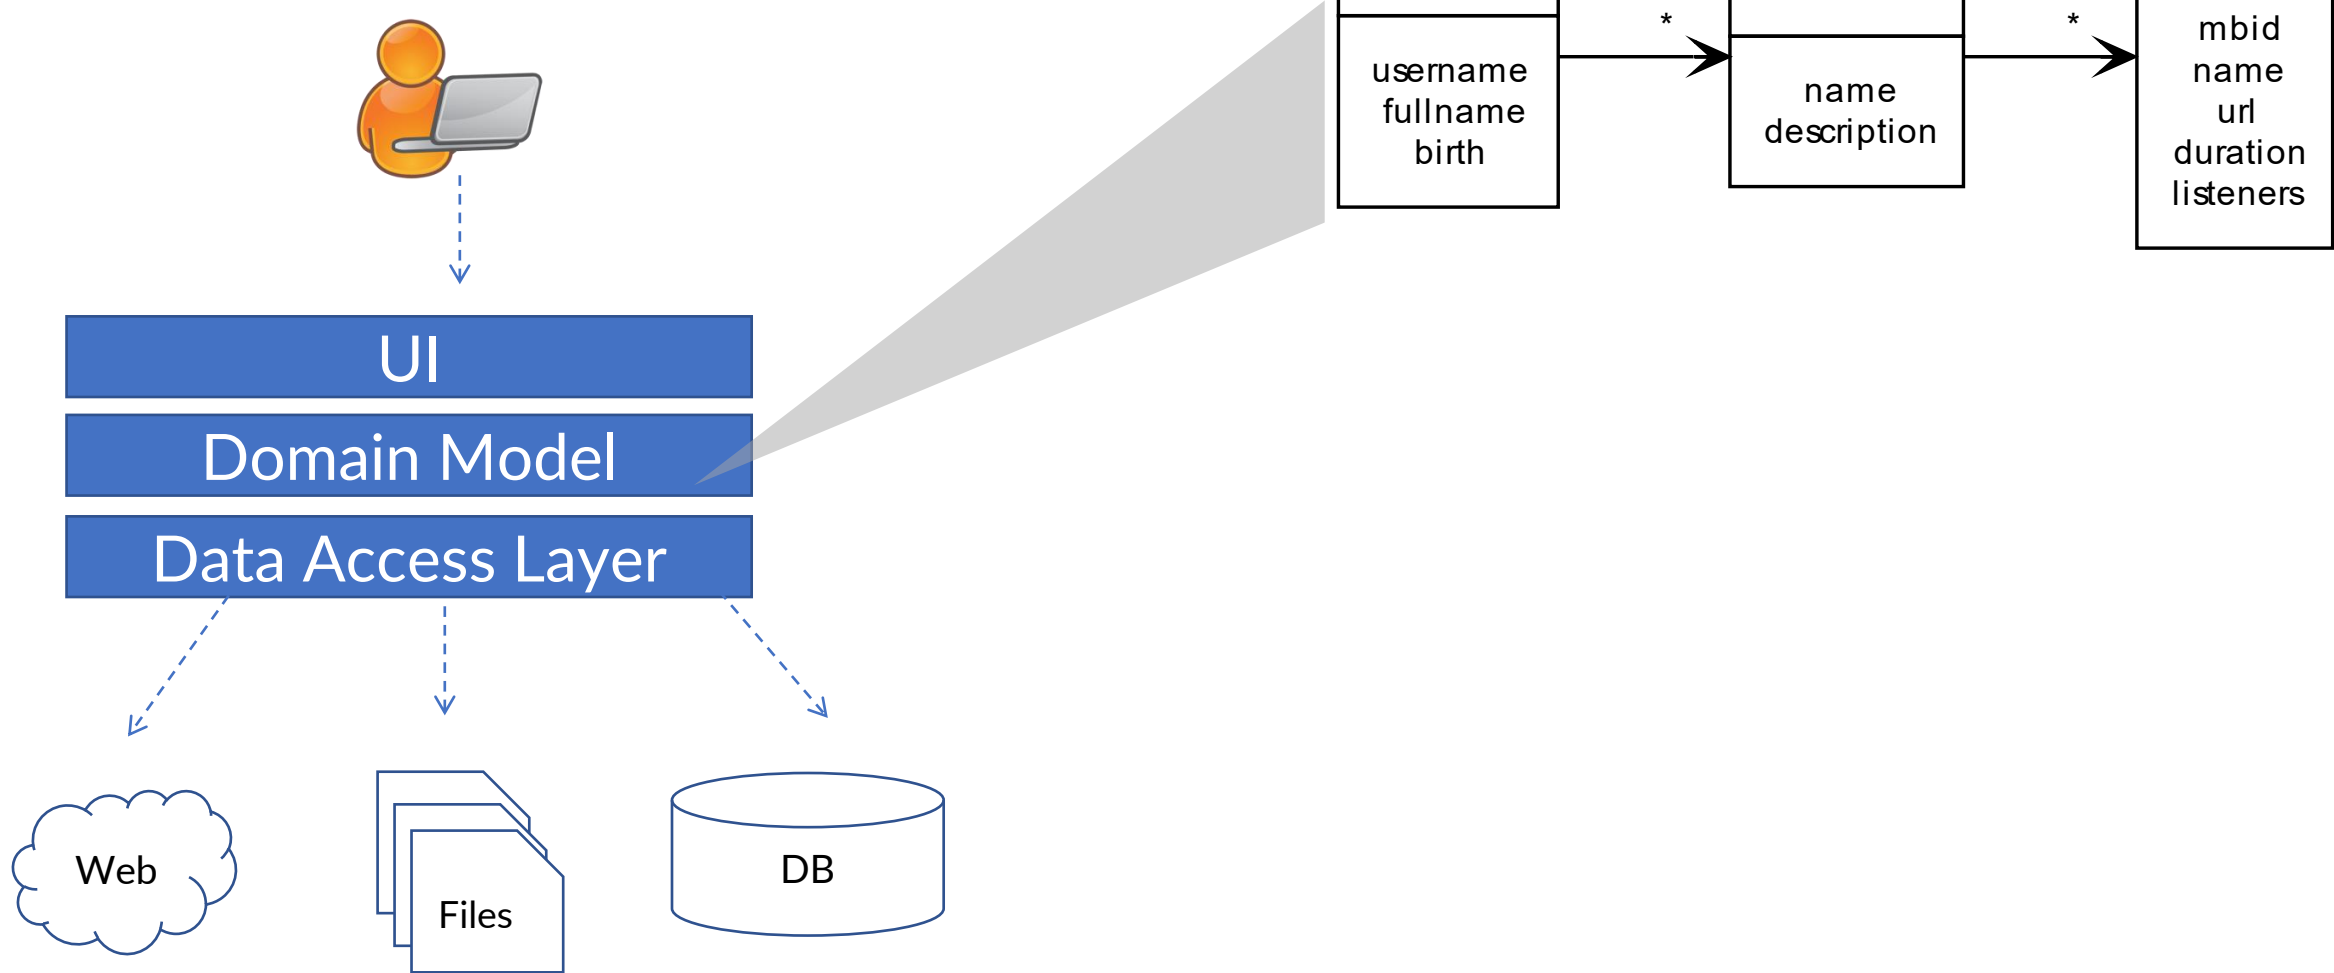 *
*
username
fullname
birth
name
description
mbid
name
url
duration
listeners
UI
Domain Model
Data Access Layer
Web
Files
DB